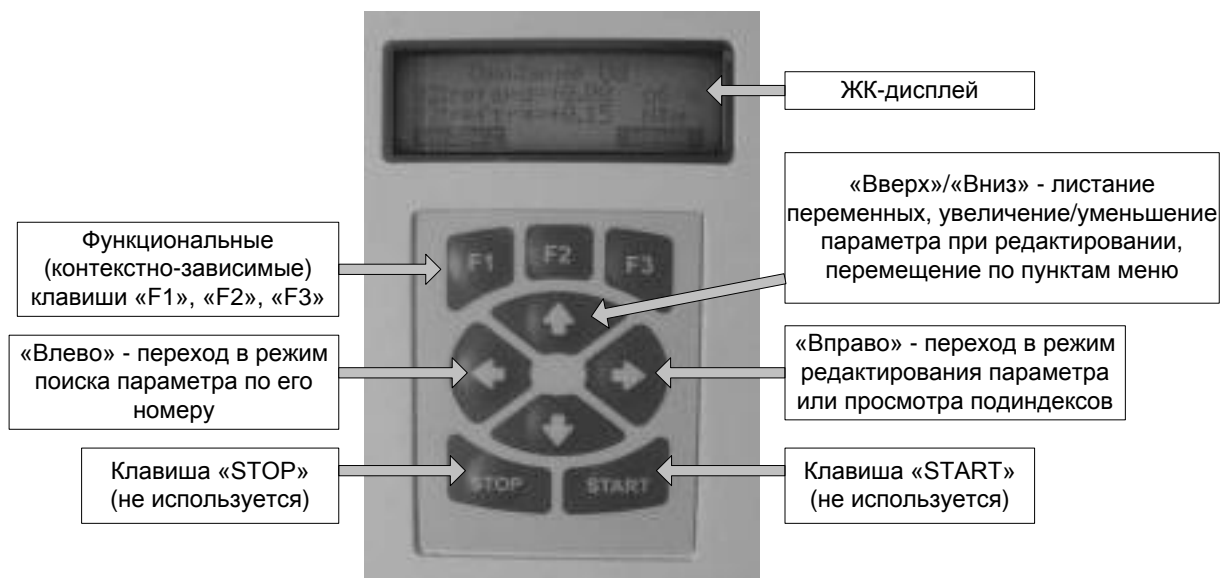 ЖК-дисплей
«Вверх»/«Вниз» - листание
переменных, увеличение/уменьшение
параметра при редактировании,
перемещение по пунктам меню
Функциональные
(контекстно-зависимые)
клавиши «F1», «F2», «F3»
F1 F2 F3
«Влево» - переход в режим
поиска параметра по его
номеру
«Вправо» - переход в режим
редактирования параметра
или просмотра подиндексов
Клавиша «STOP»
(не используется)
STOP START
Клавиша «START»
(не используется)